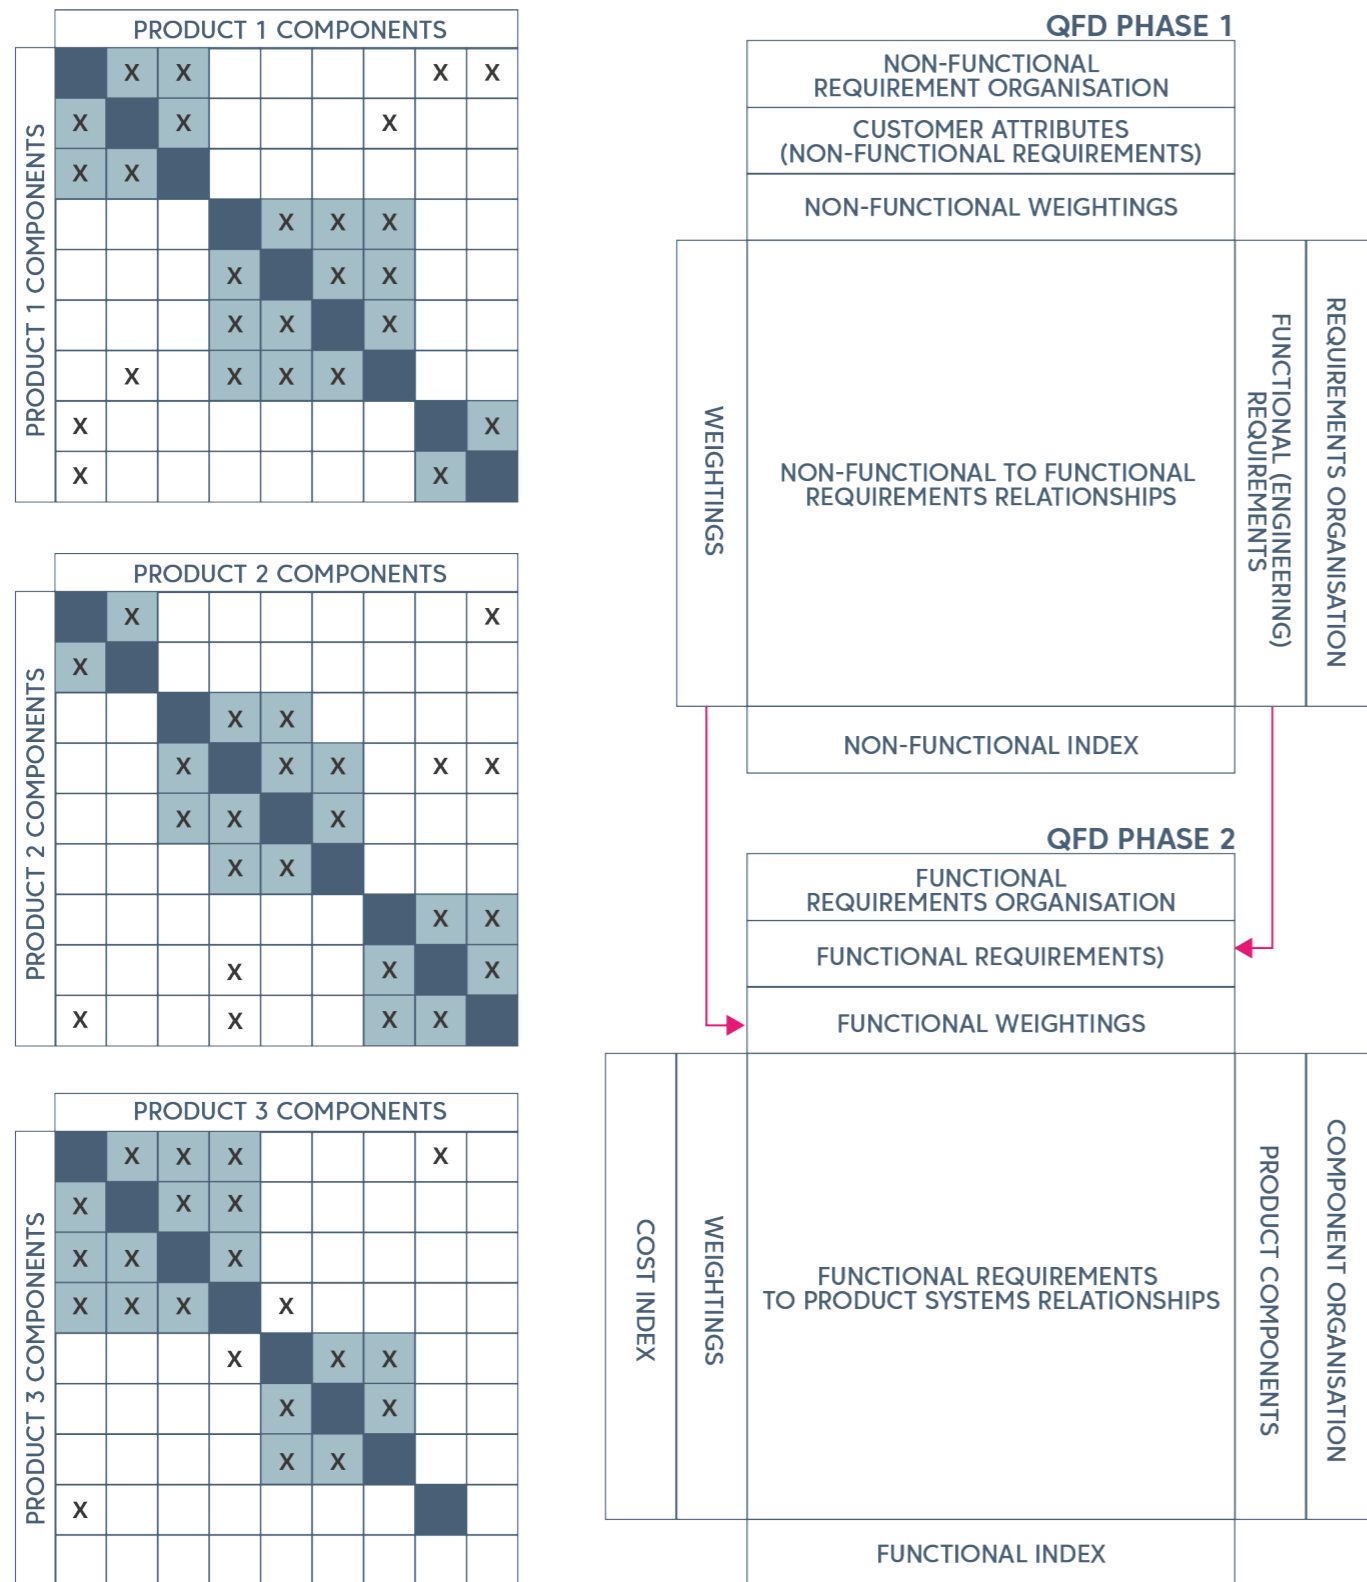 PRODUCT 1 COMPONENTS
PRODUCT 1 COMPONENTS
X X X X
X X X
X X
X X X
X X X
X X X
X X X X
X X
X X
PRODUCT 2 COMPONENTS
PRODUCT 2 COMPONENTS
X X
X
X X
X X X X X
X X X
X X
X X
X X X
X X X X
PRODUCT 3 COMPONENTS
PRODUCT 3 COMPONENTS
X X X X
X X X
X X X
X X X X
X X X
X X
X X
X
QFD PHASE 1
NON-FUNCTIONAL
REQUIREMENT ORGANISATION
CUSTOMER ATTRIBUTES
(NON-FUNCTIONAL REQUIREMENTS)
NON-FUNCTIONAL WEIGHTINGS
WEIGHTINGS
NON-FUNCTIONAL TO FUNCTIONAL
REQUIREMENTS RELATIONSHIPS
FUNCTIONAL (ENGINEERING)
REQUIREMENTS
REQUIREMENTS ORGANISATION
NON-FUNCTIONAL INDEX
QFD PHASE 2
FUNCTIONAL
REQUIREMENTS ORGANISATION
FUNCTIONAL REQUIREMENTS)
FUNCTIONAL WEIGHTINGS
COST INDEX
WEIGHTINGS
FUNCTIONAL REQUIREMENTS
TO PRODUCT SYSTEMS RELATIONSHIPS
PRODUCT COMPONENTS
COMPONENT ORGANISATION
FUNCTIONAL INDEX